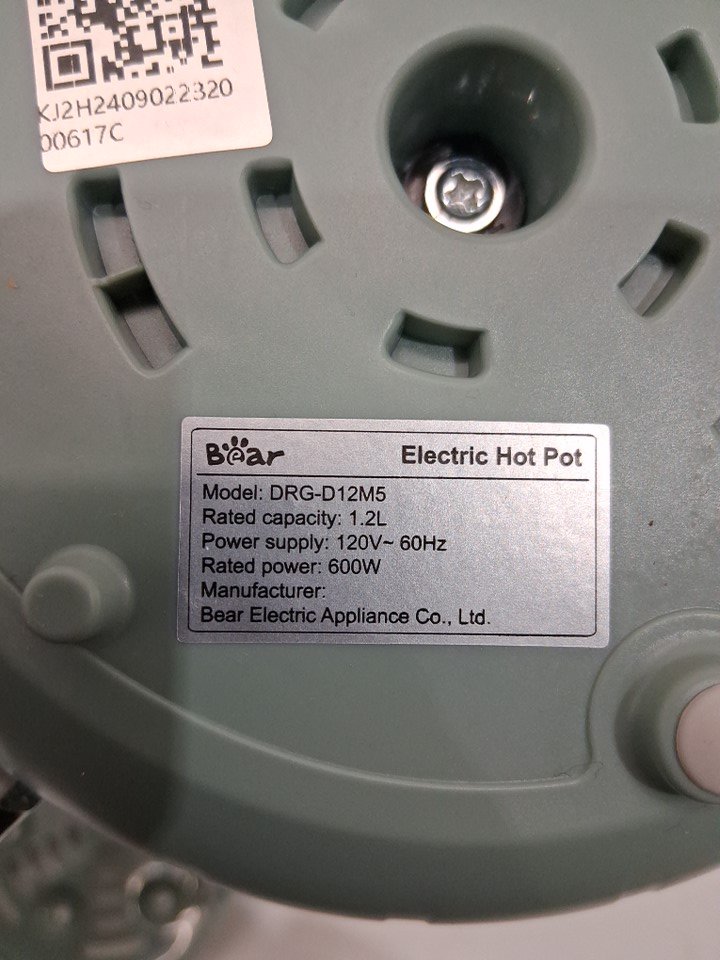 KJ2H2409022320
00617C
Bear
Electric Hot Pot
Model: DRG-D12M5
Rated capacity: 1.2L
Power supply: 120V~ 60Hz
Rated power: 600W
Manufacturer:
Bear Electric Appliance Co., Ltd.